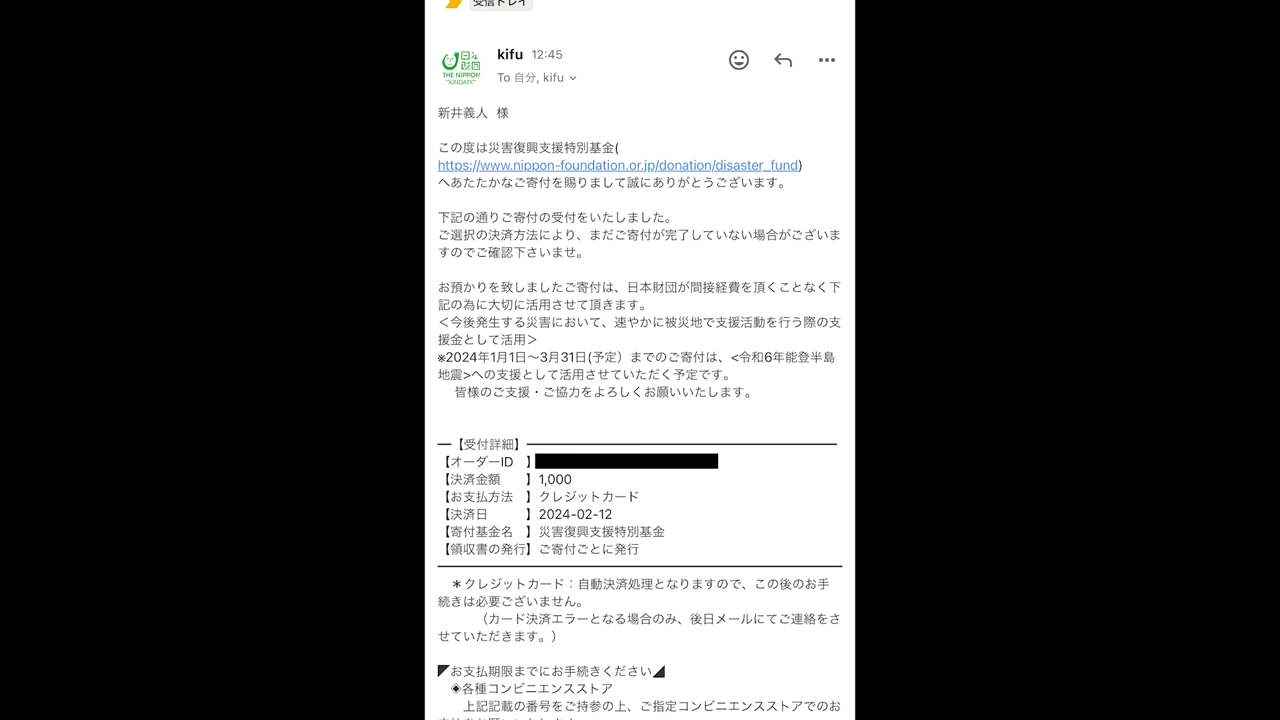 受信トレイ
kifu 12:45
To 自分, kifu
THE NIPPON
FOUNDATION
新井義人 様
この度は災害復興支援特別基金(
https://www.nippon-foundation.or.jp/donation/disaster_fund)
へあたたかなご寄付を賜りまして誠にありがとうございます。
下記の通りご寄付の受付をいたしました。
ご選択の決済方法により、まだご寄付が完了していない場合がございま
すのでご確認下さいませ。
お預かりを致しましたご寄付は、日本財団が間接経費を頂くことなく下
記の為に大切に活用させて頂きます。
＜今後発生する災害において、速やかに被災地で支援活動を行う際の支
援金として活用＞
※2024年1月1日～3月31日(予定）までのご寄付は、<令和6年能登半島
地震>への支援として活用させていただく予定です。
皆様のご支援・ご協力をよろしくお願いいたします。
―【受付詳細】―
【オーダーID　】
【決済金額　　】1,000
【お支払方法　】クレジットカード
【決済日　　　】2024-02-12
【寄付基金名　】災害復興支援特別基金
【領収書の発行】ご寄付ごとに発行
＊クレジットカード：自動決済処理となりますので、この後のお手
続きは必要ございません。
（カード決済エラーとなる場合のみ、後日メールにてご連絡をさ
せていただきます。）
◤お支払期限までにお手続きください◢
◈各種コンビニエンスストア
上記記載の番号をご持参の上、ご指定コンビニエンスストアでのお